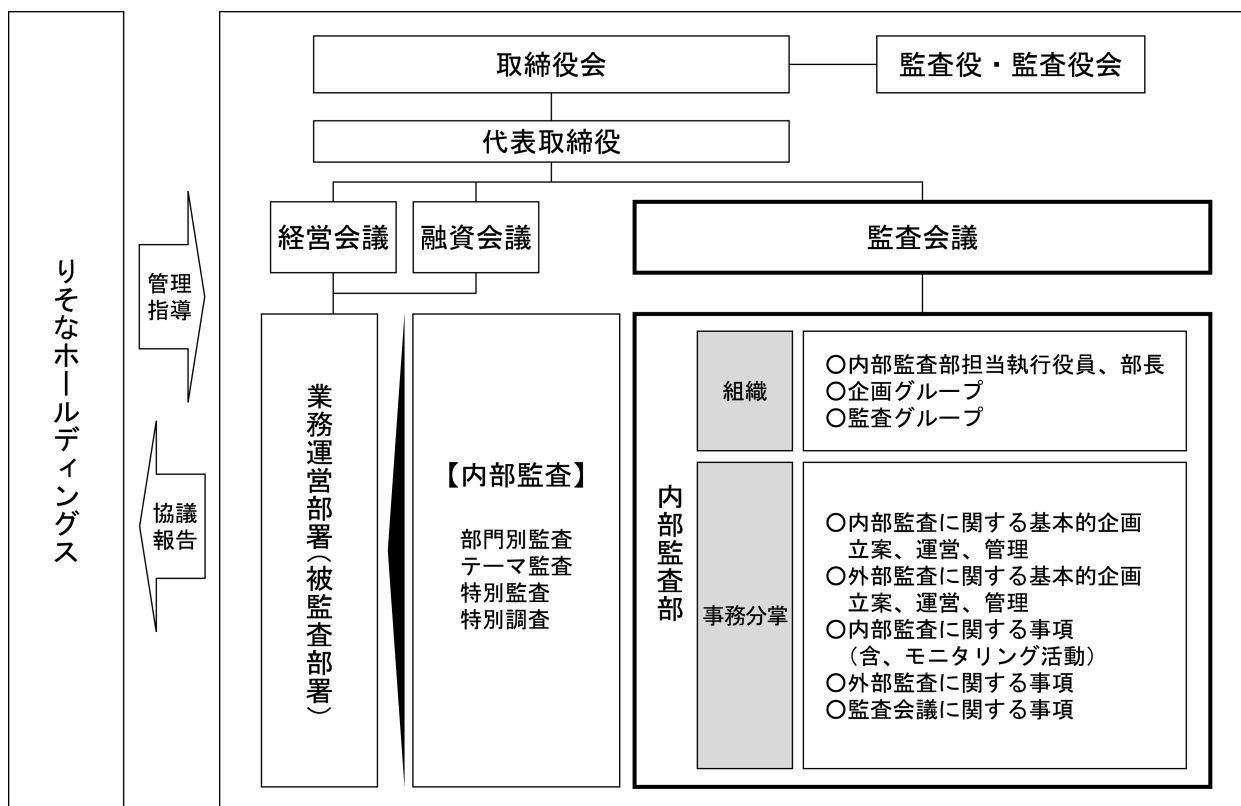 りそなホールディングス
管理
指導
協議
報告
取締役会
監査役・監査役会
代表取締役
経営会議
融資会議
監査会議
業務運営部署(被監査部署)
【内部監査】
部門別監査
テーマ監査
特別監査
特別調査
内部監査部
組織
○内部監査部担当執行役員、部長
○企画グループ
○監査グループ
事務分掌
○内部監査に関する基本的企画
立案、運営、管理
○外部監査に関する基本的企画
立案、運営、管理
○内部監査に関する事項
(含、モニタリング活動)
○外部監査に関する事項
○監査会議に関する事項